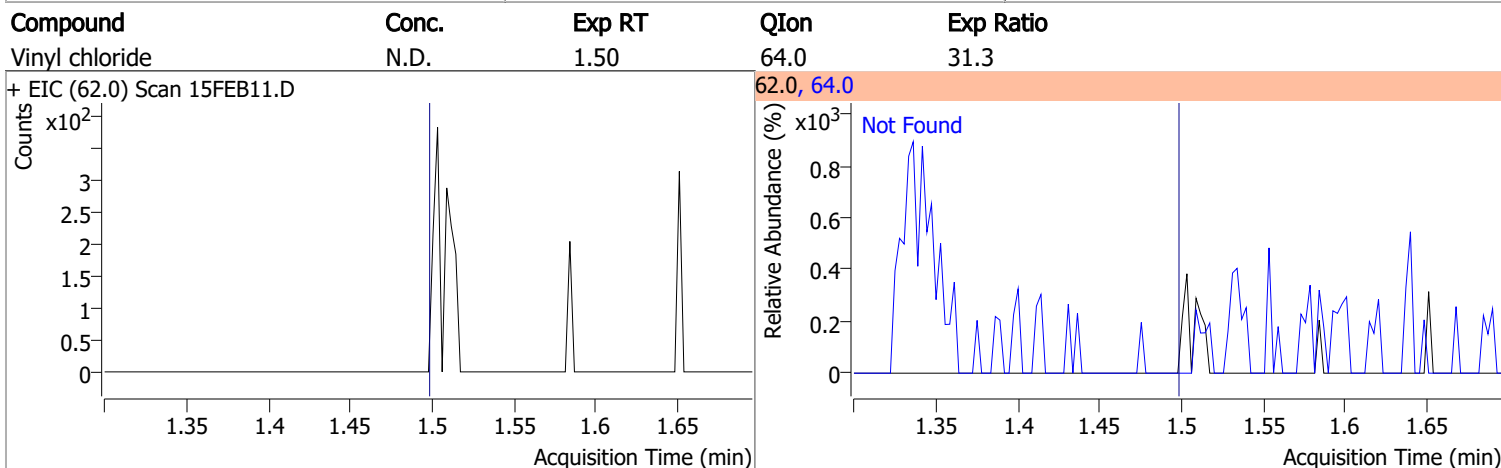 Compound Conc. Exp RT QIon Exp Ratio
Vinyl chloride N.D. 1.50 64.0 31.3
+ EIC (62.0) Scan 15FEB11.D
62.0, 64.0
Counts
x10²
3
2.5
2
1.5
1
0.5
0
1.35 1.4 1.45 1.5 1.55 1.6 1.65
Acquisition Time (min)
Relative Abundance (%)
x10³
Not Found
0.8
0.6
0.4
0.2
0
1.35 1.4 1.45 1.5 1.55 1.6 1.65
Acquisition Time (min)